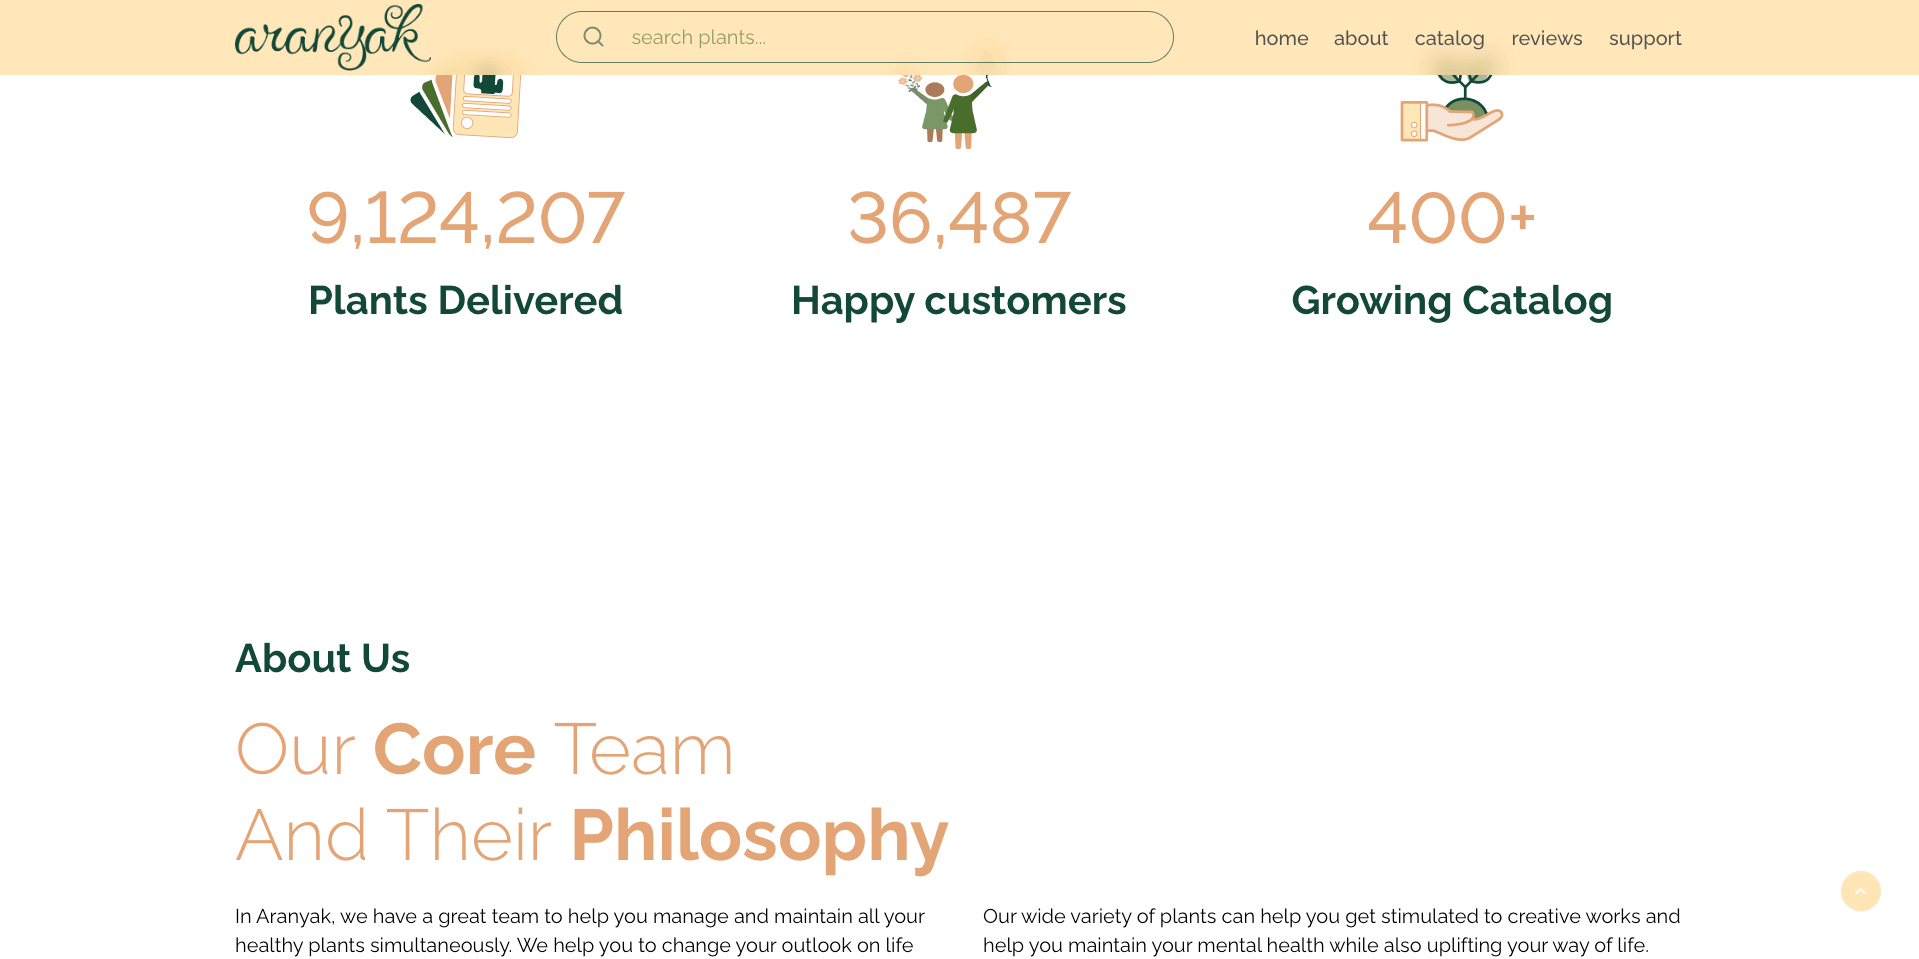 aranyak
search plants...
home about catalog reviews support
9,124,207
Plants Delivered
36,487
Happy customers
400+
Growing Catalog
About Us
Our Core Team
And Their Philosophy
In Aranyak, we have a great team to help you manage and maintain all your
healthy plants simultaneously. We help you to change your outlook on life
Our wide variety of plants can help you get stimulated to creative works and
help you maintain your mental health while also uplifting your way of life.